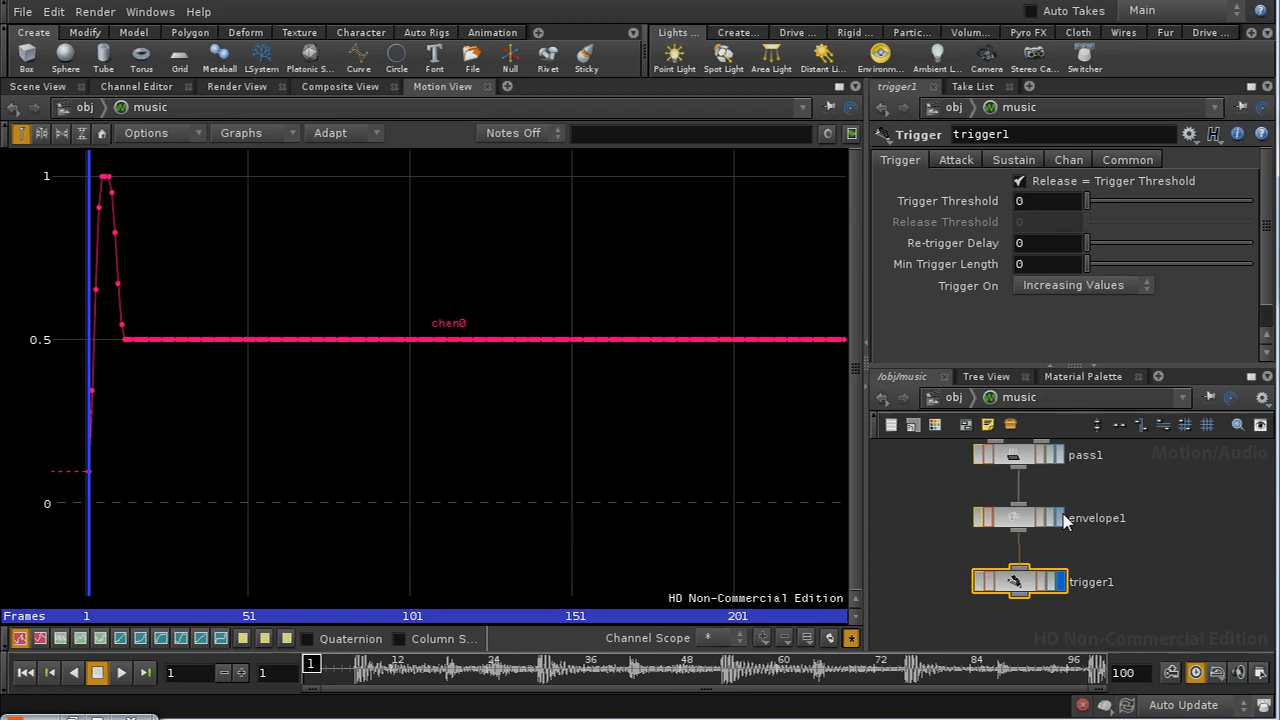 File Edit Render Windows Help Auto Takes Main
Create Modify Model Polygon Deform Texture Character Auto Rigs Animation Lights ... Create... Drive ... Rigid ... Partic... Volum... Pyro FX Cloth Wires Fur Drive ...
Box Sphere Tube Torus Grid Metaball LSystem Platonic S... Curve Circle Font File Null Rivet Sticky Point Light Spot Light Area Light Distant Li... Environm... Ambient L... Camera Stereo Ca... Switcher
Scene View Channel Editor Render View Composite View Motion View
obj music
Options Graphs Adapt Notes Off
1
0.5
0
chan0
HD Non-Commercial Edition
Frames 1 51 101 151 201
Quaternion Column S... Channel Scope *
trigger1 Take List
obj music
Trigger trigger1
Trigger Attack Sustain Chan Common
Release = Trigger Threshold
Trigger Threshold 0
Release Threshold 0
Re-trigger Delay 0
Min Trigger Length 0
Trigger On Increasing Values
/obj/music Tree View Material Palette
obj music
Motion/Audio
pass1
envelope1
trigger1
HD Non-Commercial Edition
1 1 1 12 24 36 48 60 72 84 96 100
Auto Update